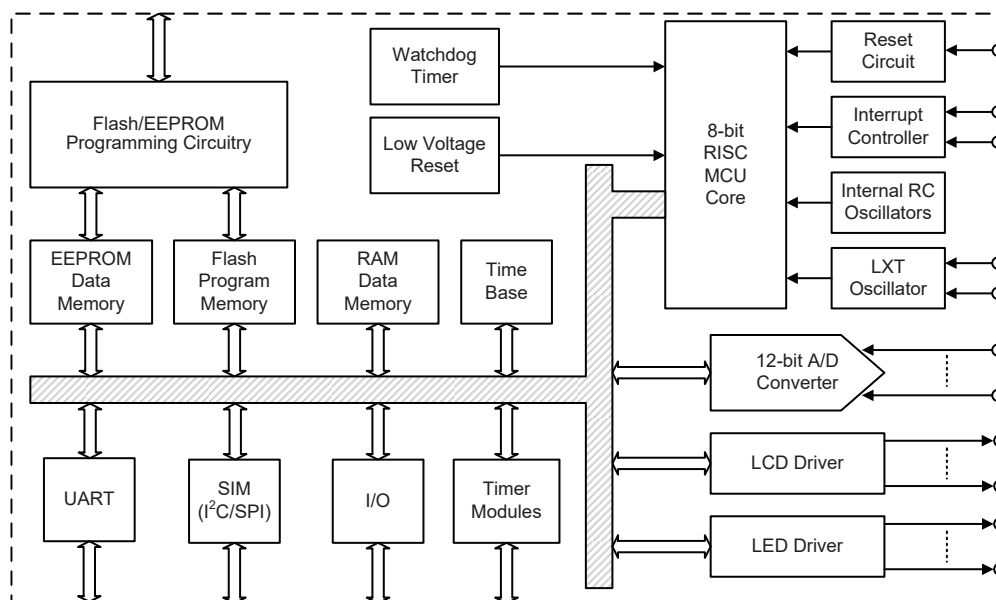 Watchdog
Timer
Flash/EEPROM
Programming Circuitry
Low Voltage
Reset
8-bit
RISC
MCU
Core
Reset
Circuit
Interrupt
Controller
Internal RC
Oscillators
LXT
Oscillator
EEPROM
Data
Memory
Flash
Program
Memory
RAM
Data
Memory
Time
Base
12-bit A/D
Converter
LCD Driver
LED Driver
UART
SIM
(I²C/SPI)
I/O
Timer
Modules